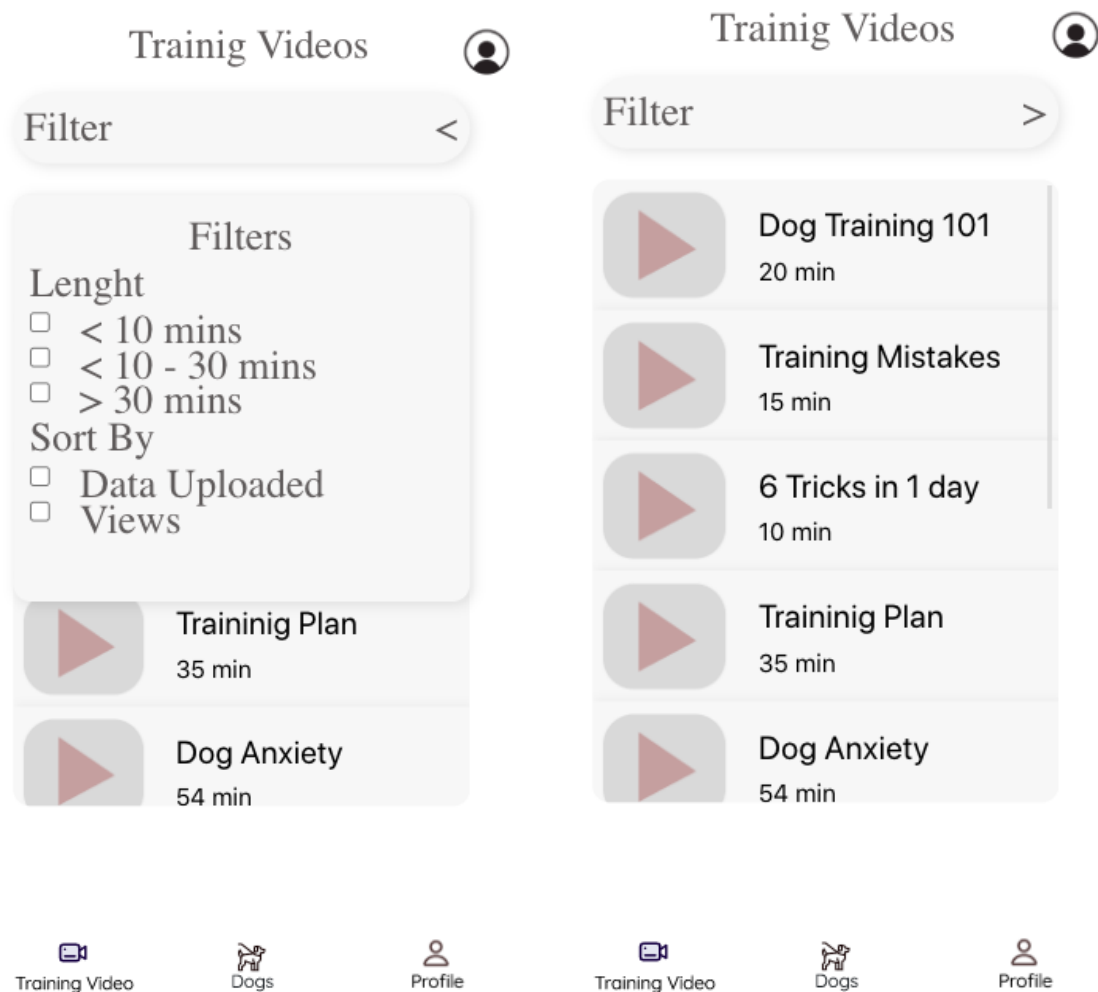 Trainig Videos
Filter <
Filters
Lenght
< 10 mins
< 10 - 30 mins
> 30 mins
Sort By
Data Uploaded
Views
Traininig Plan
35 min
Dog Anxiety
54 min
Training Video
Dogs
Profile
Trainig Videos
Filter >
Dog Training 101
20 min
Training Mistakes
15 min
6 Tricks in 1 day
10 min
Traininig Plan
35 min
Dog Anxiety
54 min
Training Video
Dogs
Profile